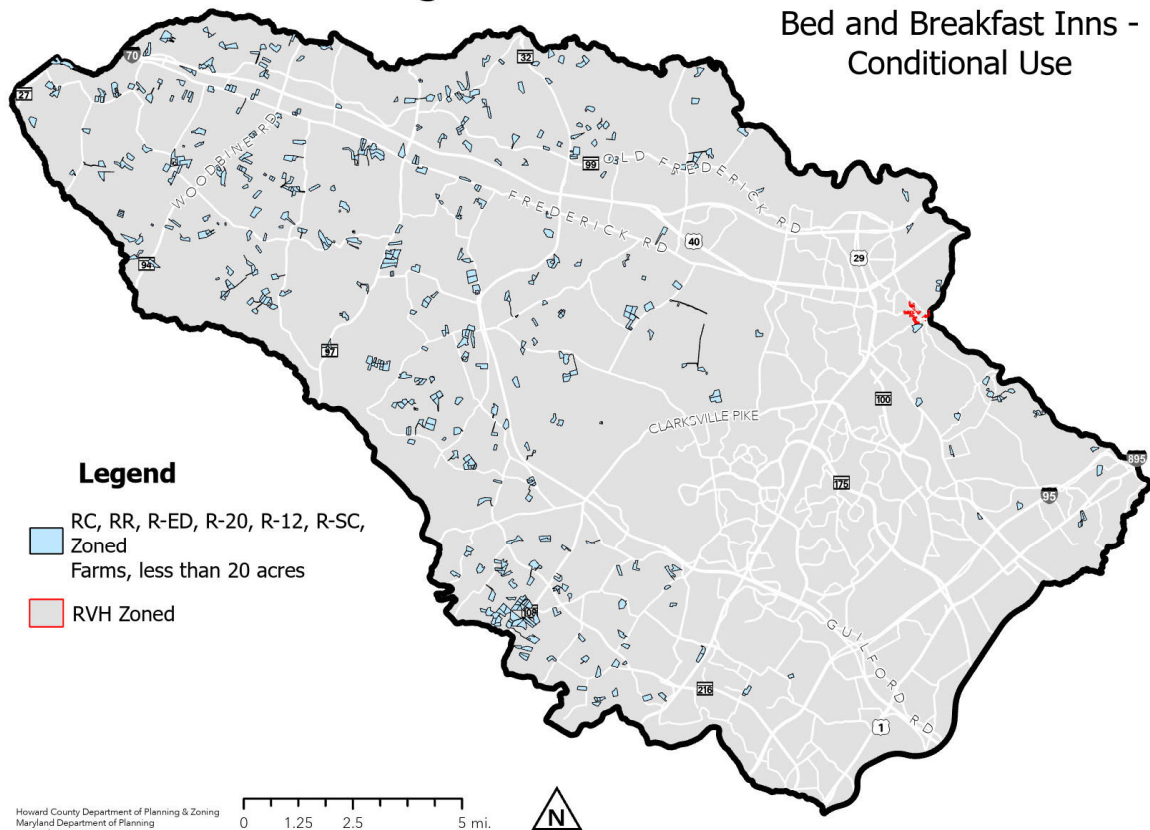 Bed and Breakfast Inns -
Conditional Use
70
32
27
WOODBINE RD
99
OLD FREDERICK RD
FREDERICK RD
40
29
94
97
100
CLARKSVILLE PIKE
895
175
95
Legend
RC, RR, R-ED, R-20, R-12, R-SC,
Zoned
Farms, less than 20 acres
RVH Zoned
108
GUILFORD RD
216
1
Howard County Department of Planning & Zoning
Maryland Department of Planning
0 1.25 2.5 5 mi.
N